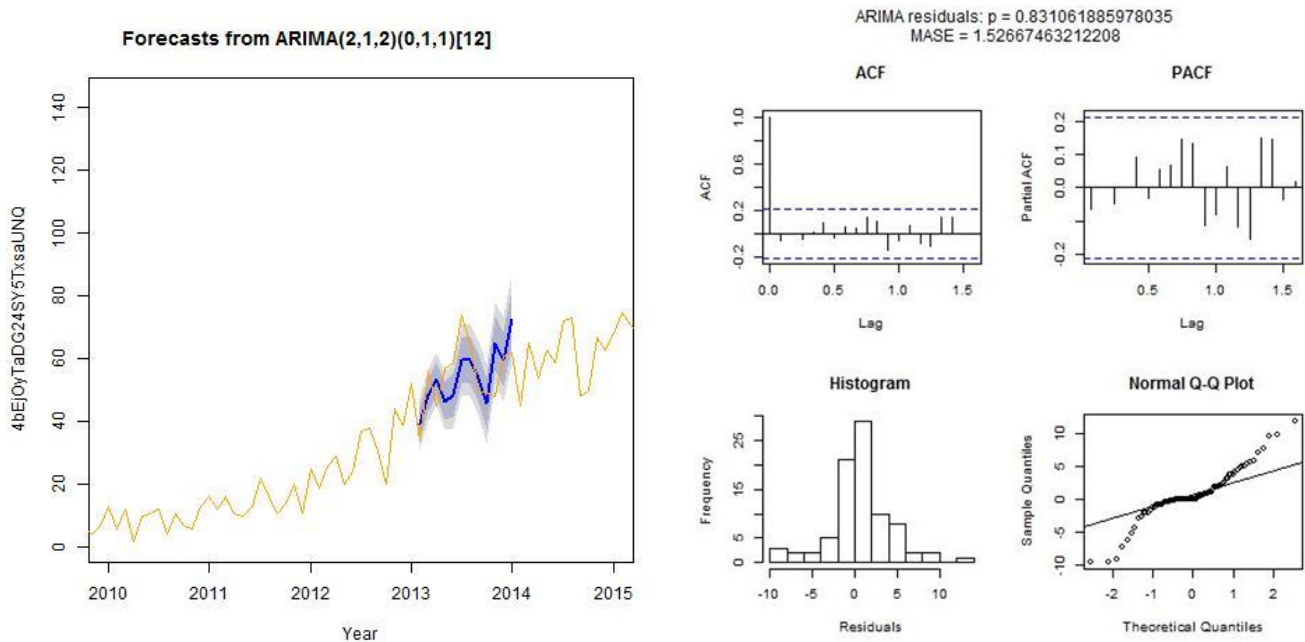 Forecasts from ARIMA(2,1,2)(0,1,1)[12]
4bEjOyTaDG24SY5TxsaUNQ
0 20 40 60 80 100 120 140
2010 2011 2012 2013 2014 2015
Year
ARIMA residuals: p = 0.831061885978035
MASE = 1.52667463212208
ACF
ACF
-0.2 0.2 0.6 1.0
0.0 0.5 1.0 1.5
Lag
PACF
Partial ACF
-0.2 0.0 0.1 0.2
0.5 1.0 1.5
Lag
Histogram
Frequency
0 5 15 25
-10 -5 0 5 10
Residuals
Normal Q-Q Plot
Sample Quantiles
-10 -5 0 5 10
-2 -1 0 1 2
Theoretical Quantiles